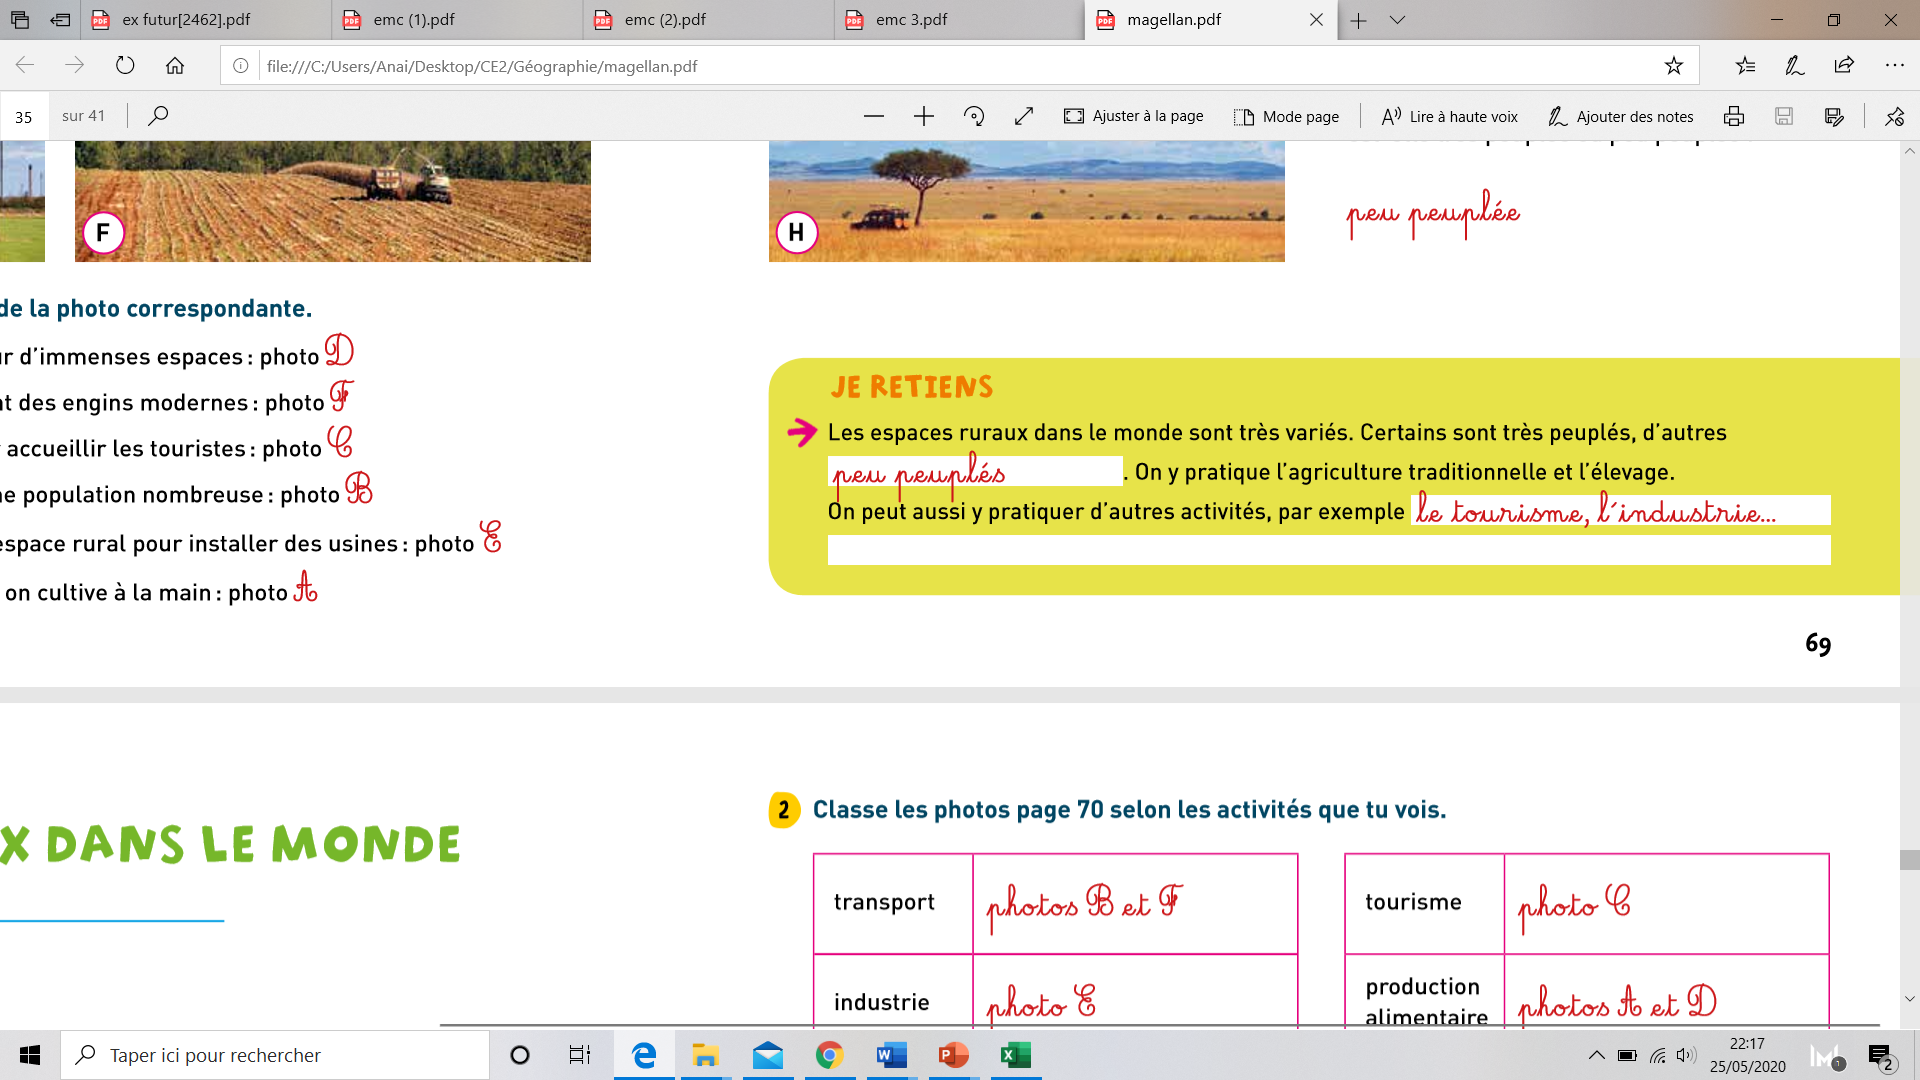 ex futur[2462].pdf
emc (1).pdf
emc (2).pdf
emc 3.pdf
magellan.pdf
file:///C:/Users/Anai/Desktop/CE2/Géographie/magellan.pdf
35 sur 41
Ajuster à la page
Mode page
Lire à haute voix
Ajouter des notes
F
H
peu peuplée
de la photo correspondante.
ur d'immenses espaces : photo D
nt des engins modernes : photo F
accueillir les touristes : photo C
ne population nombreuse : photo B
espace rural pour installer des usines : photo E
on cultive à la main : photo A
JE RETIENS
Les espaces ruraux dans le monde sont très variés. Certains sont très peuplés, d'autres
peu peuplés. On y pratique l'agriculture traditionnelle et l'élevage.
On peut aussi y pratiquer d'autres activités, par exemple le tourisme, l'industrie...
69
X DANS LE MONDE
2 Classe les photos page 70 selon les activités que tu vois.
transport photos B et F
industrie photo E
tourisme photo C
production
alimentaire photos A et D
Taper ici pour rechercher
22:17
25/05/2020
2